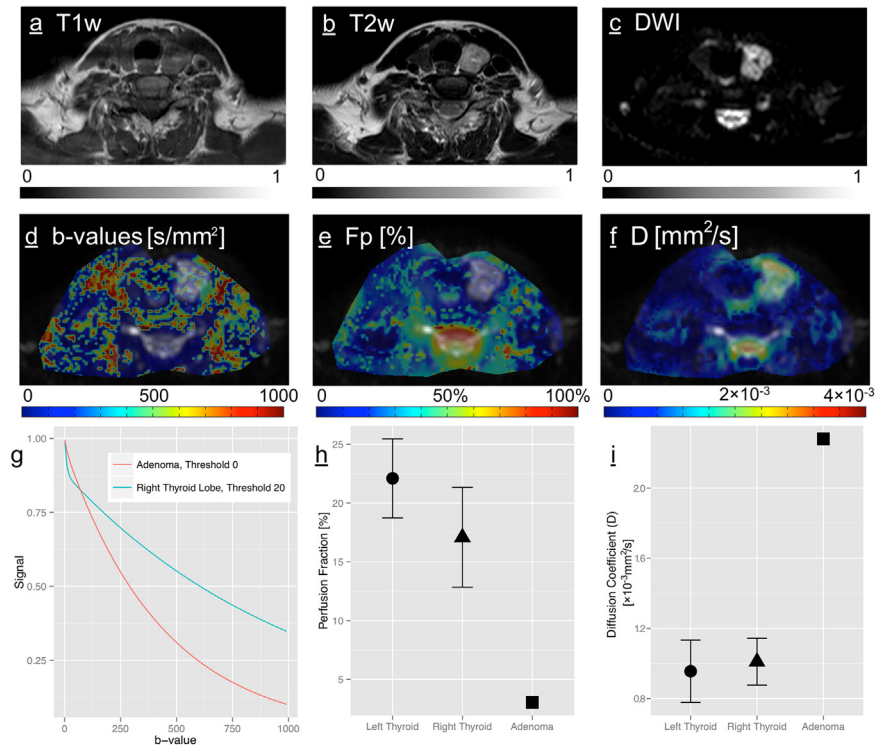 a T1w
b T2w
c DWI
0 1
0 1
0 1
d b-values [s/mm²]
e Fp [%]
f D [mm²/s]
0 500 1000
0 50% 100%
0 2×10⁻³ 4×10⁻³
g
Adenoma, Threshold 0
Right Thyroid Lobe, Threshold 20
1.00
0.75
0.50
0.25
Signal
0 250 500 750 1000
b-value
h
25
20
15
10
5
Perfusion Fraction [%]
Left Thyroid Right Thyroid Adenoma
i
2.0
1.6
1.2
0.8
Diffusion Coefficient (D)
[×10⁻³mm²/s]
Left Thyroid Right Thyroid Adenoma